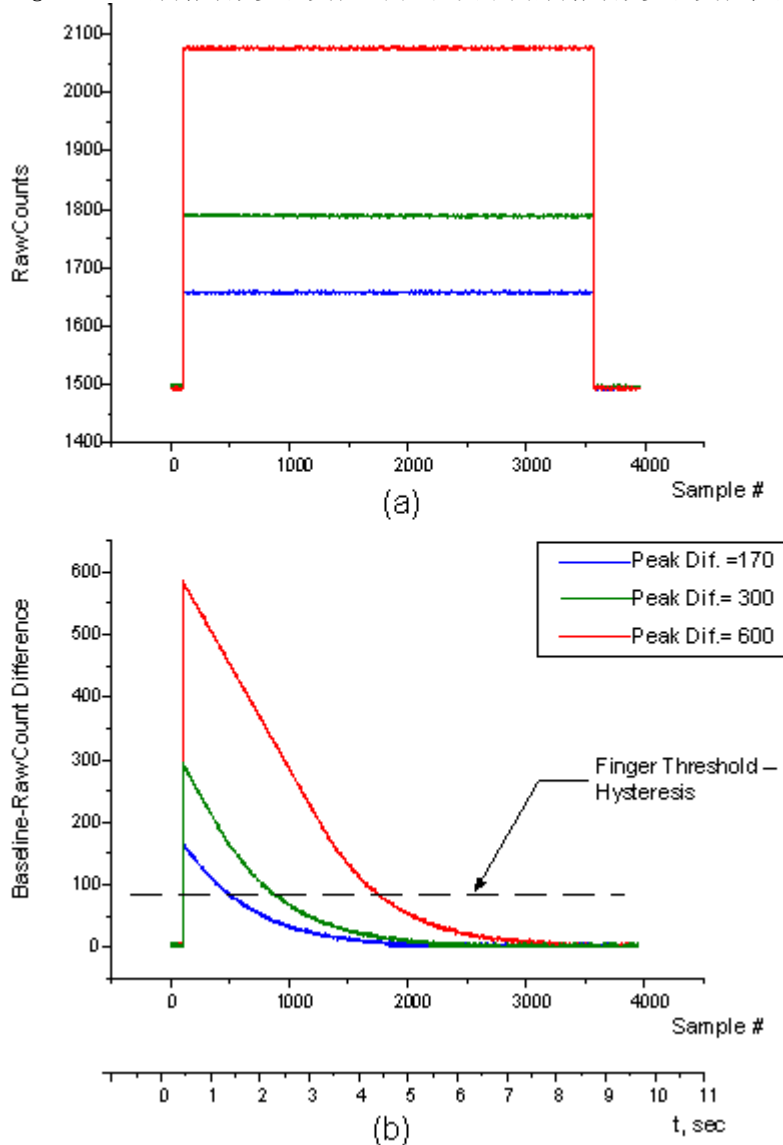 2100
2000
1900
1800
1700
1600
1500
1400
RawCounts
0 1000 2000 3000 4000
Sample #
(a)
Peak Dif. =170
Peak Dif.= 300
Peak Dif.= 600
600
500
400
300
200
100
0
Baseline-RawCount Difference
Finger Threshold –
Hysteresis
0 1000 2000 3000 4000
Sample #
0 1 2 3 4 5 6 7 8 9 10 11
t, sec
(b)